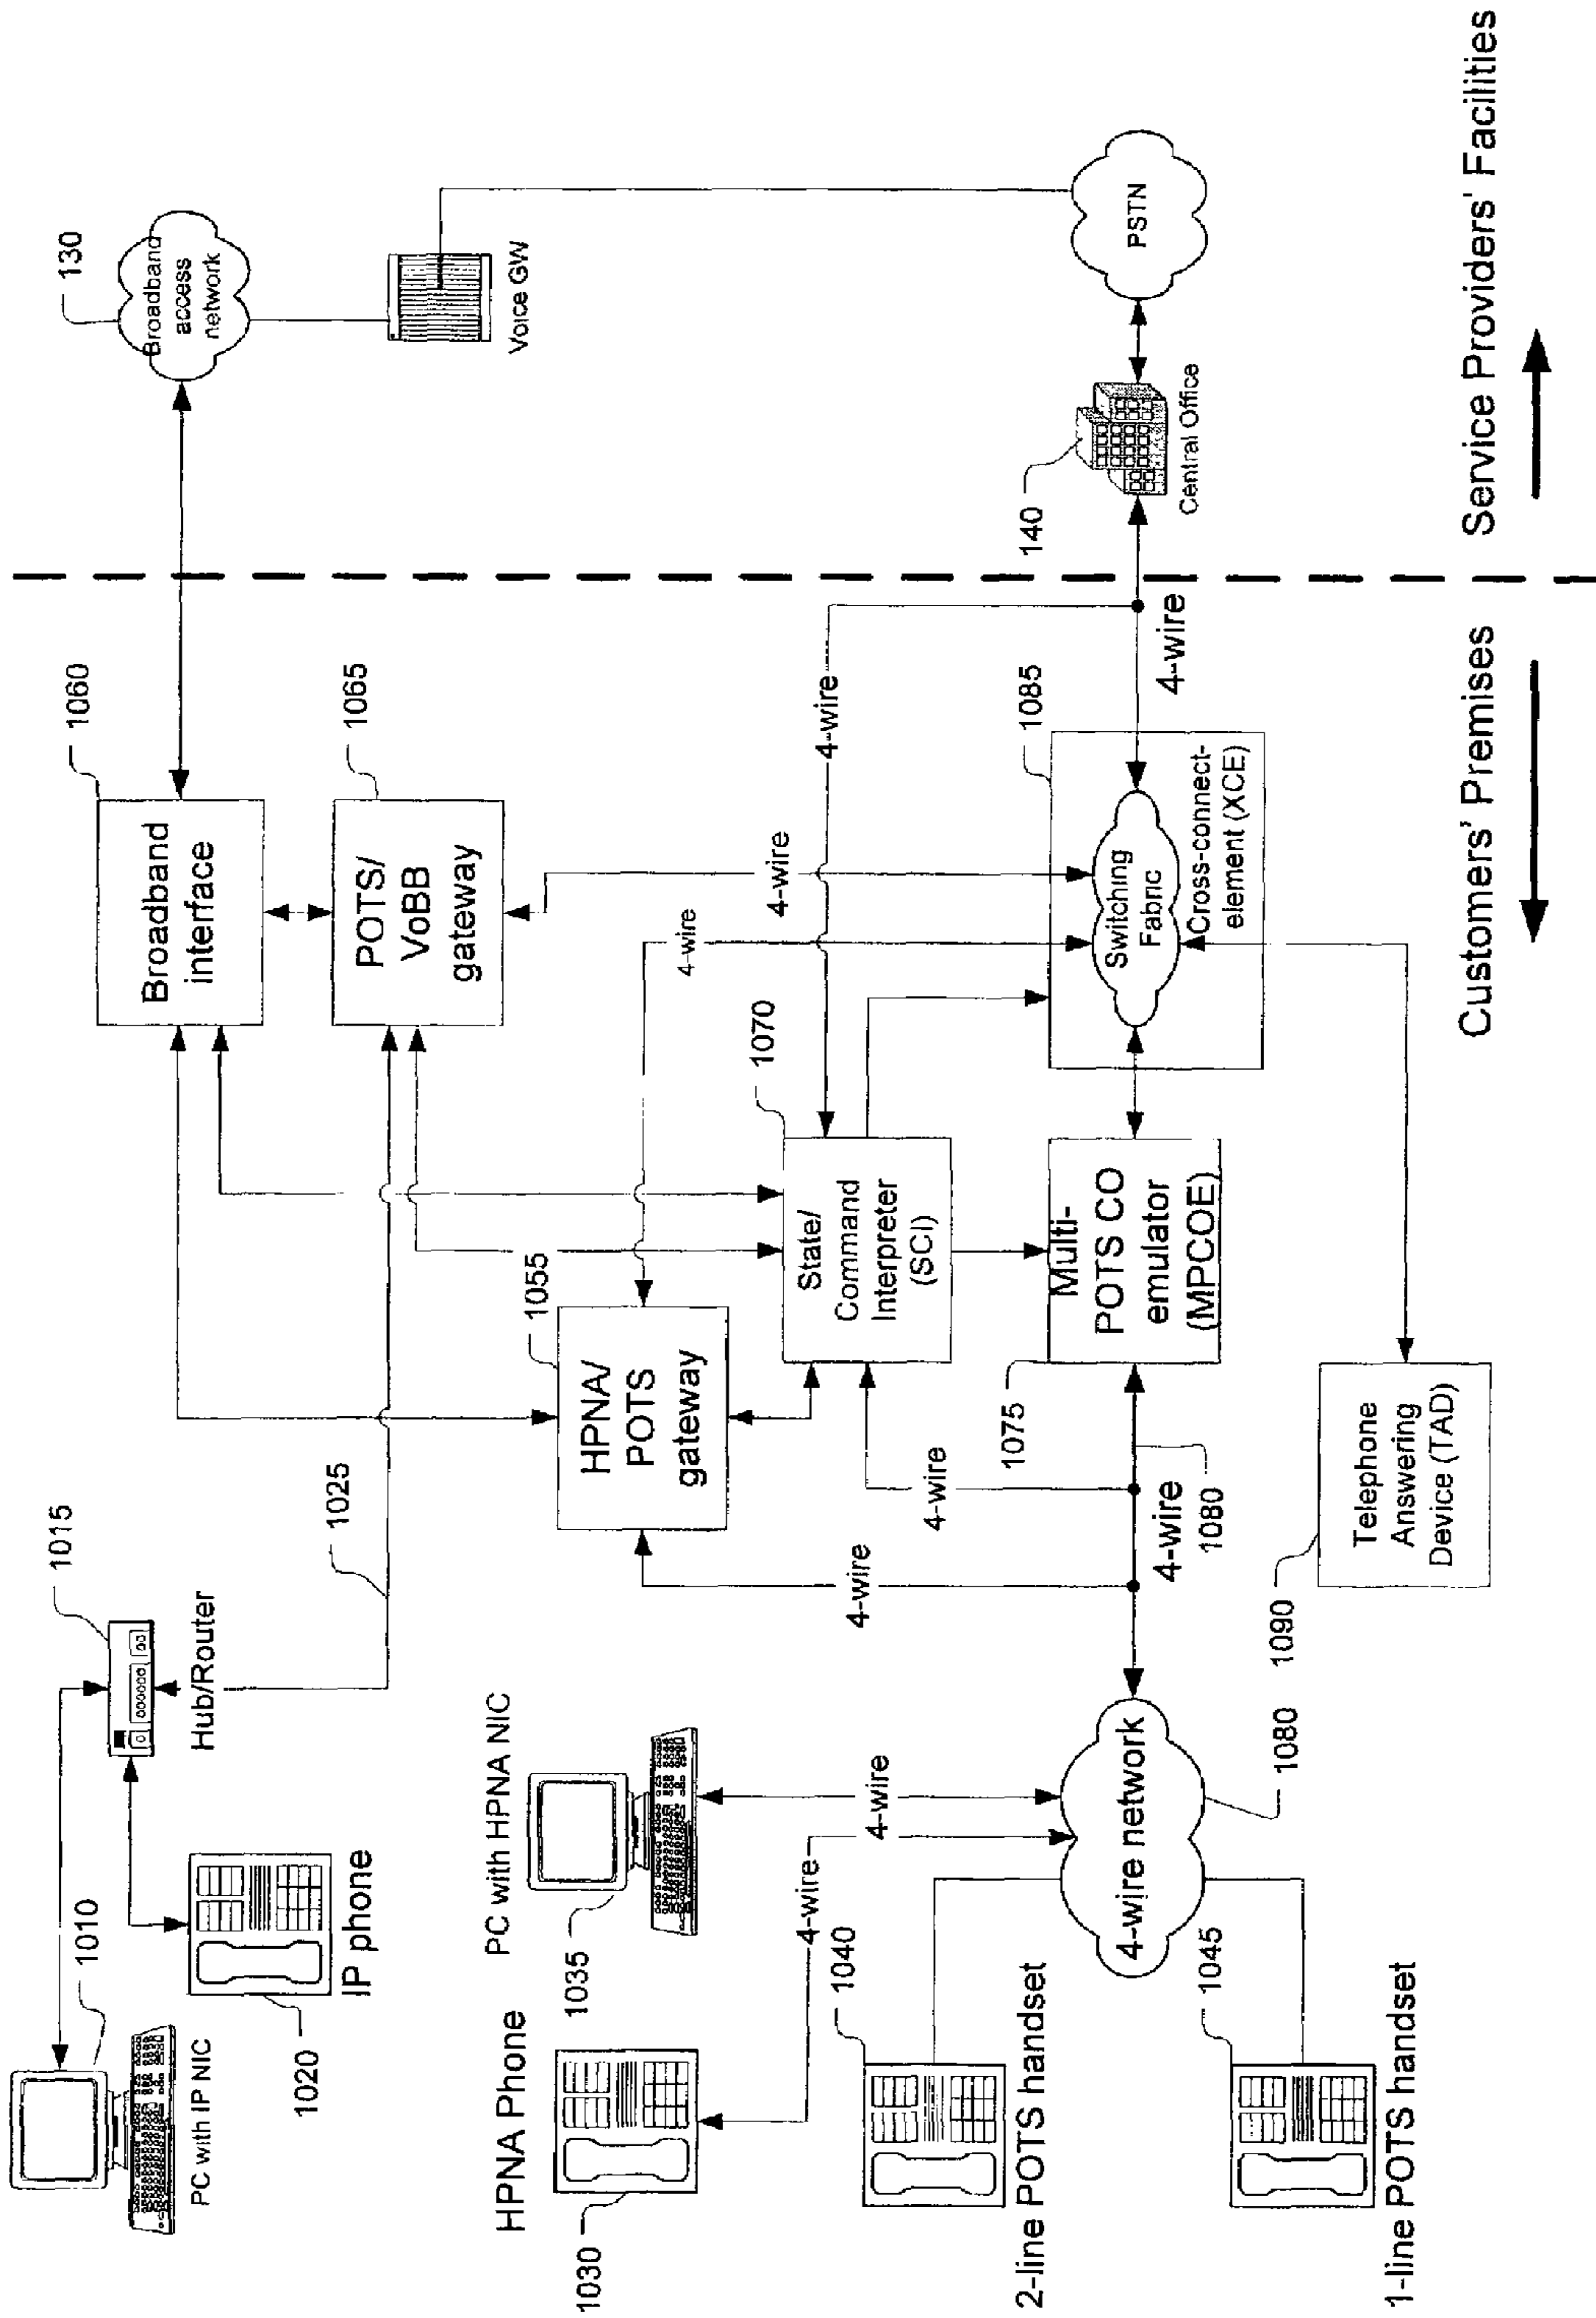 PC with IP NIC
1010
1015
Hub/Router
IP phone
1020
1025
HPNA Phone
1030
PC with HPNA NIC
1035
4-wire
4-wire
2-line POTS handset
1040
1-line POTS handset
1045
4-wire network
1080
4-wire
4-wire
4-wire
1080
HPNA/
POTS
gateway
1055
Broadband
interface
1060
POTS/
VoBB
gateway
1065
State/
Command
Interpreter
(SCI)
1070
Multi-
POTS CO
emulator
(MPCOE)
1075
Telephone
Answering
Device (TAD)
1090
4-wire
4-wire
4-wire
Switching
Fabric
Cross-connect-
element (XCE)
1085
4-wire
Broadband
access
network
130
Voice GW
Central Office
140
PSTN
Customers' Premises
Service Providers' Facilities